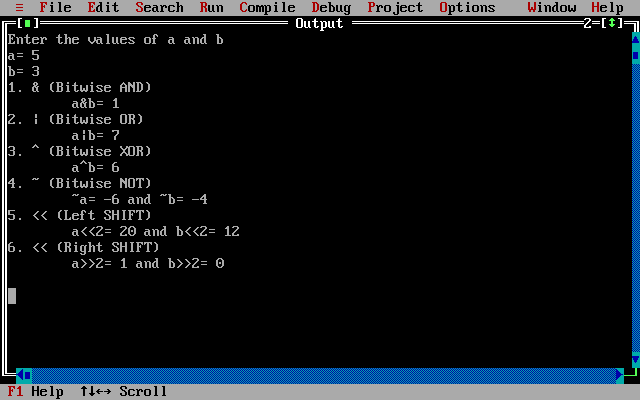 ≡ File Edit Search Run Compile Debug Project Options Window Help
[■] Output 2=[↕]
Enter the values of a and b
a= 5
b= 3
1. & (Bitwise AND)
a&b= 1
2. | (Bitwise OR)
a|b= 7
3. ^ (Bitwise XOR)
a^b= 6
4. ~ (Bitwise NOT)
~a= -6 and ~b= -4
5. << (Left SHIFT)
a<<2= 20 and b<<2= 12
6. << (Right SHIFT)
a>>2= 1 and b>>2= 0
F1 Help ↑↓←→ Scroll